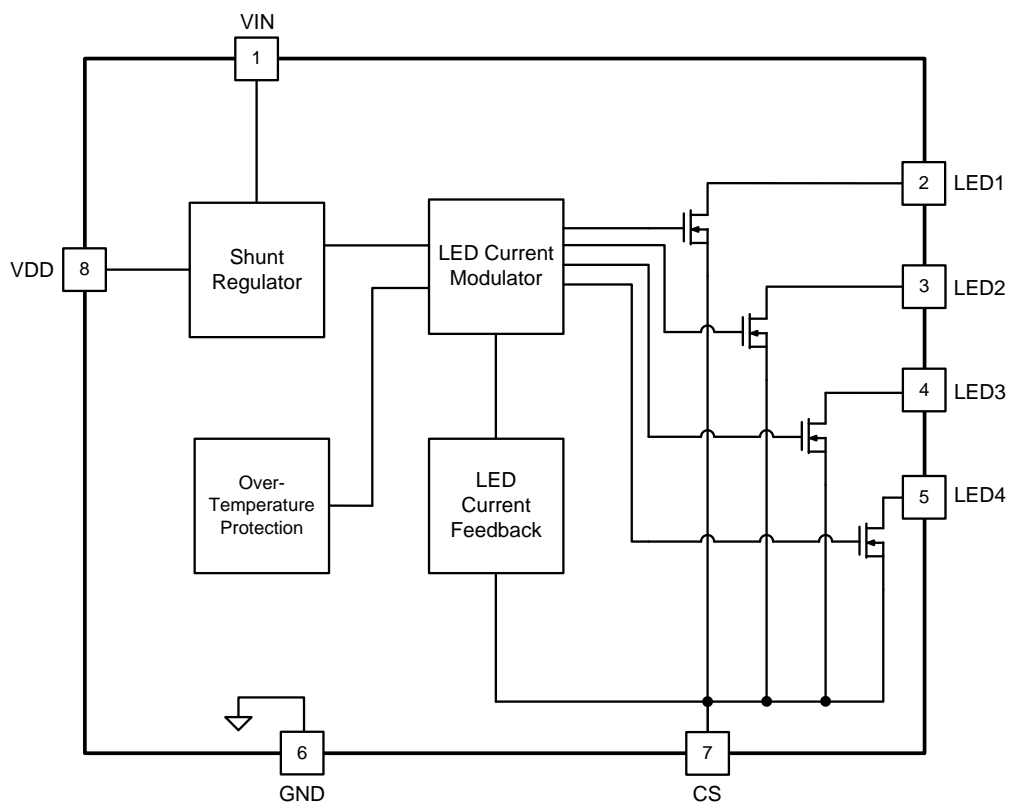 VIN
1
2
LED1
Shunt
Regulator
LED Current
Modulator
VDD
8
3
LED2
4
LED3
Over-
Temperature
Protection
LED
Current
Feedback
5
LED4
6
GND
7
CS